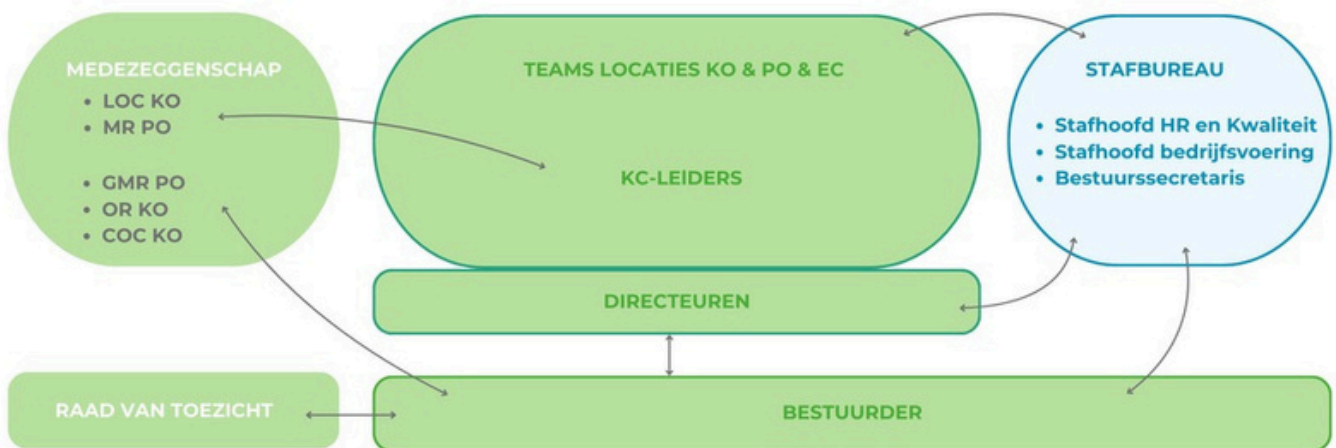 MEDEZEGGENSCHAP
• LOC KO
• MR PO
• GMR PO
• OR KO
• COC KO
TEAMS LOCATIES KO & PO & EC
KC-LEIDERS
STAFBUREAU
• Stafhoofd HR en Kwaliteit
• Stafhoofd bedrijfsvoering
• Bestuurssecretaris
DIRECTEUREN
RAAD VAN TOEZICHT
BESTUURDER